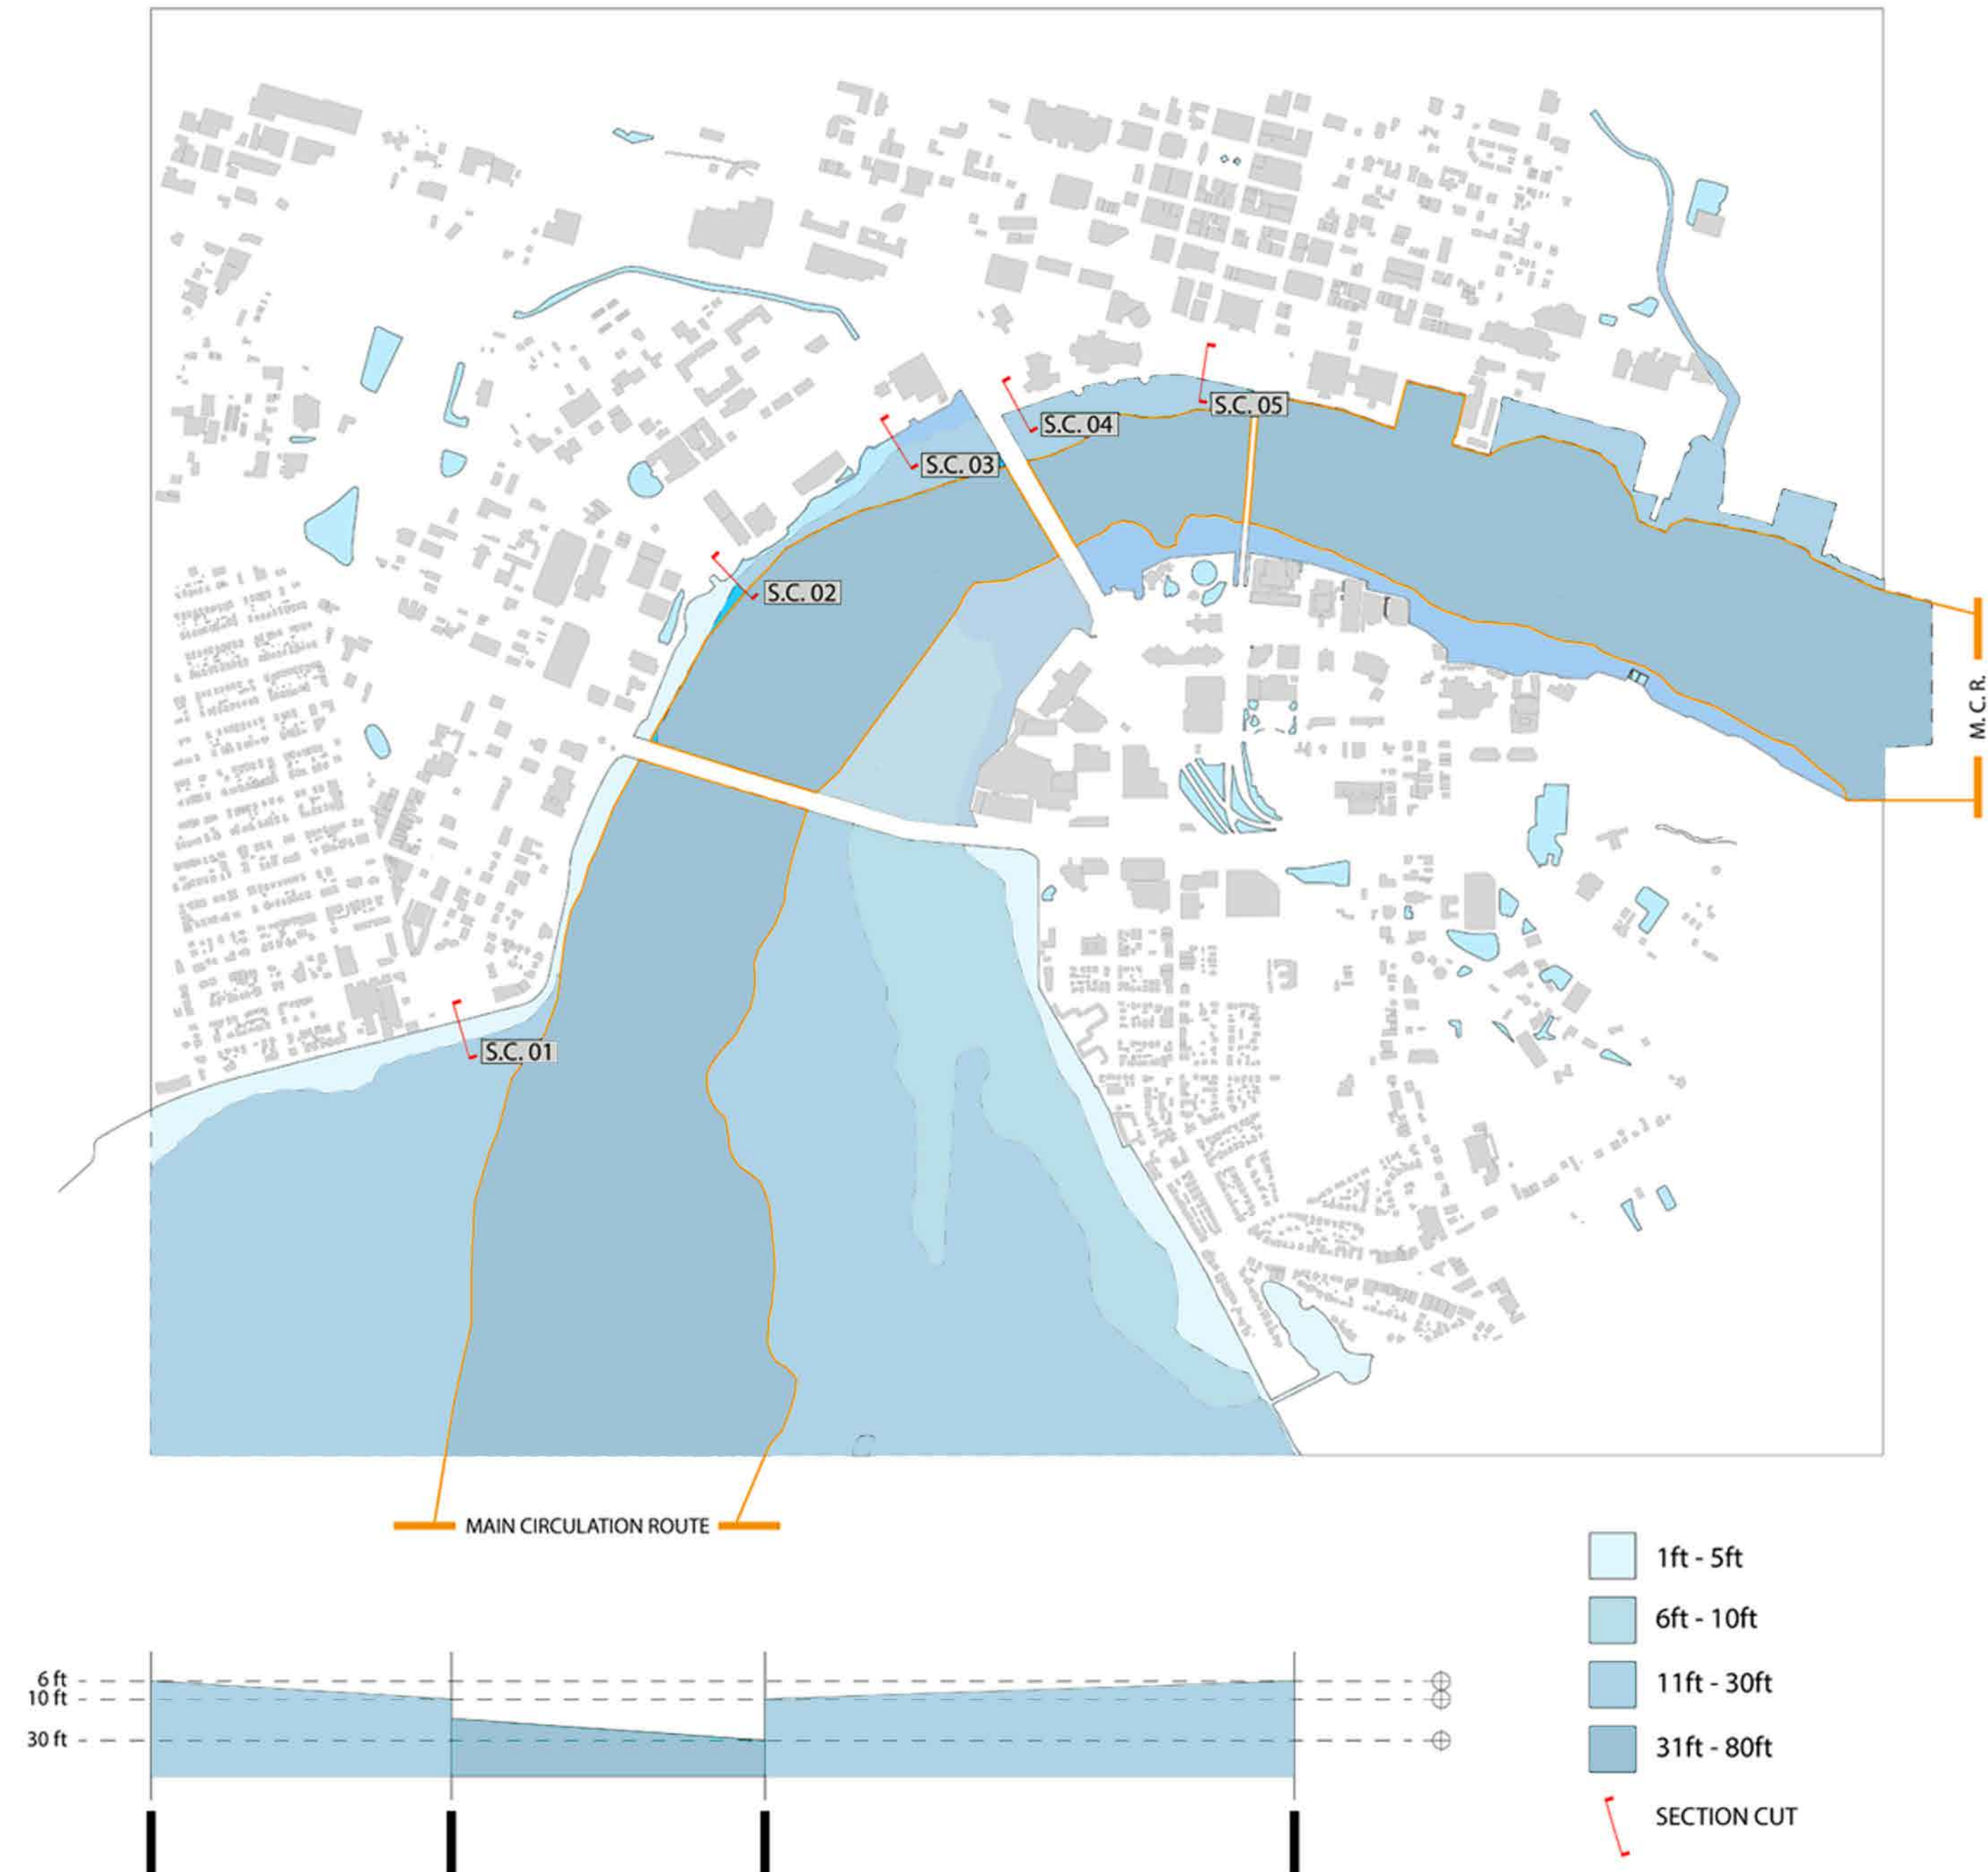 S.C. 05
S.C. 04
S.C. 03
S.C. 02
M.C.R.
S.C. 01
MAIN CIRCULATION ROUTE
1ft - 5ft
6ft - 10ft
11ft - 30ft
31ft - 80ft
SECTION CUT
6 ft
10 ft
30 ft